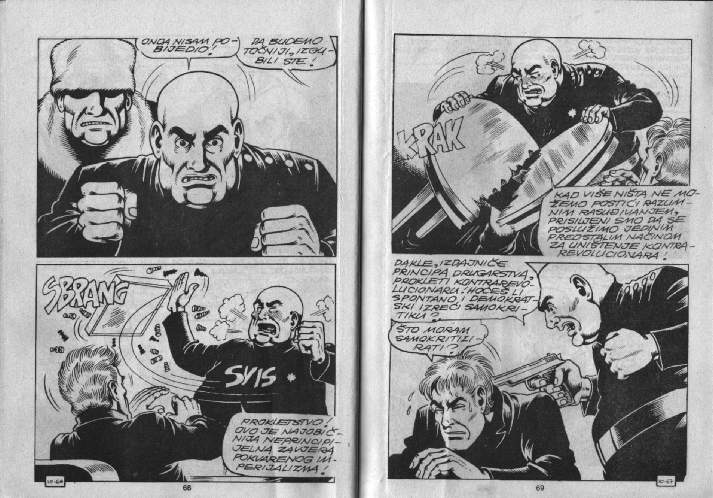 ONDA NISAM PO-
BIJEDIO!
DA BUDEMO
TOČNIJI, IZGU-
BILI STE!
SBRANG
SVIS
PROKLETSTVO!
OVO JE NAJOBIČ-
NIJA NEPRINCIPI-
JELNA ZAVJERA
POKVARENOG IM-
PERIJALIZMA!
68
KRAK
KAD VIŠE NIŠTA NE MO-
ŽEMO POSTIĆI RAZUM-
NIM RASUĐIVANJEM,
PRISILJENI SMO DA SE
POSLUŽIMO JEDINIM
PREOSTALIM NAČINOM
ZA UNIŠTENJE KONTRA-
REVOLUCIONARA!
DAKLE, IZDAJNIČE
PRINCIPA DRUGARSTVA,
PROKLETI KONTRAREVO-
LUCIONARU! HOĆEŠ LI
SPONTANO I DEMOKRAT-
SKI IZREĆI SAMOKRI-
TIKU?
ŠTO MORAM
SAMOKRITIZI-
RATI?
69